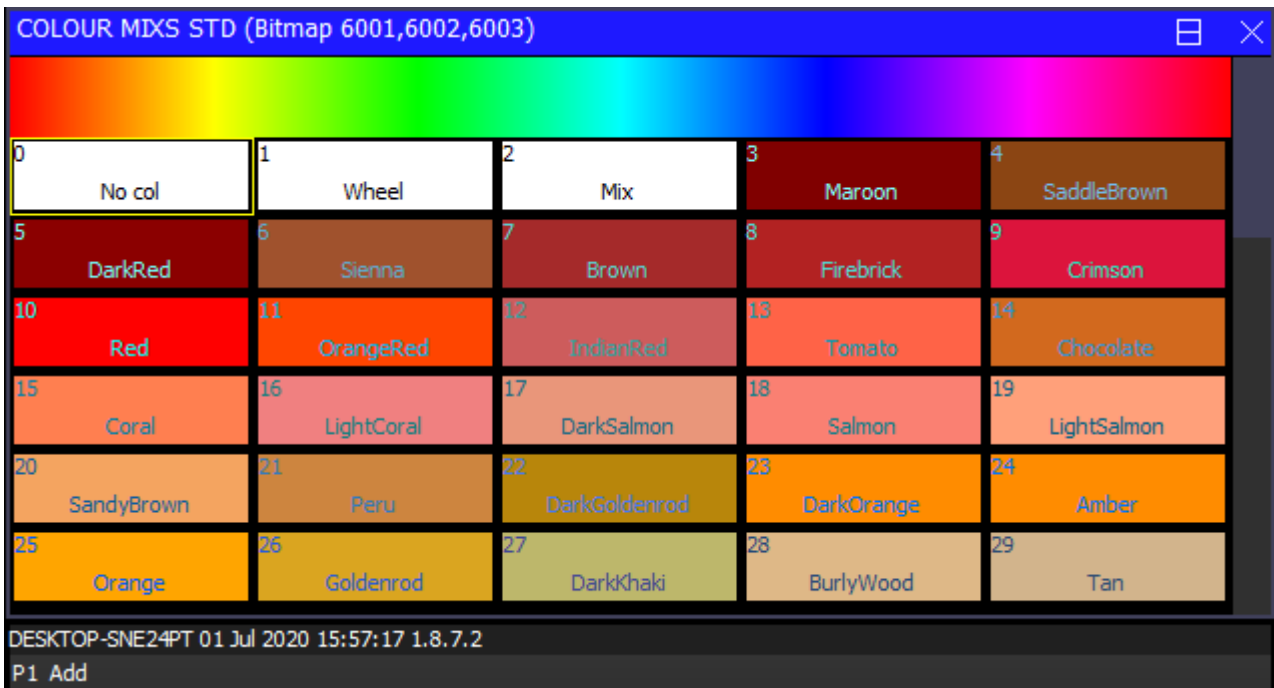 COLOUR MIXS STD (Bitmap 6001,6002,6003)
0 1 2 3 4
No col Wheel Mix Maroon SaddleBrown
5 6 7 8 9
DarkRed Sienna Brown Firebrick Crimson
10 11 12 13 14
Red OrangeRed IndianRed Tomato Chocolate
15 16 17 18 19
Coral LightCoral DarkSalmon Salmon LightSalmon
20 21 22 23 24
SandyBrown Peru DarkGoldenrod DarkOrange Amber
25 26 27 28 29
Orange Goldenrod DarkKhaki BurlyWood Tan
DESKTOP-SNE24PT 01 Jul 2020 15:57:17 1.8.7.2
P1 Add